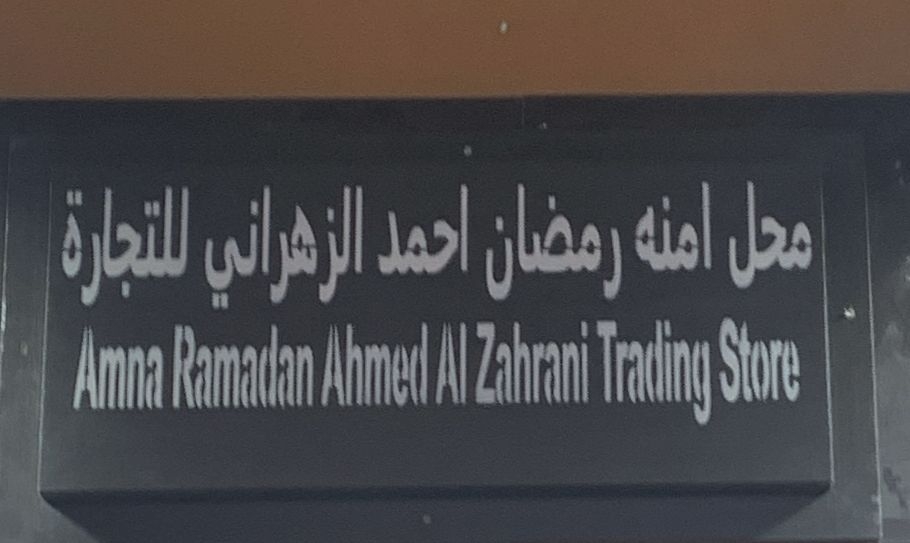 محل امنه رمضان احمد الزهراني للتجارة
Amna Ramadan Ahmed Al Zahrani Trading Store